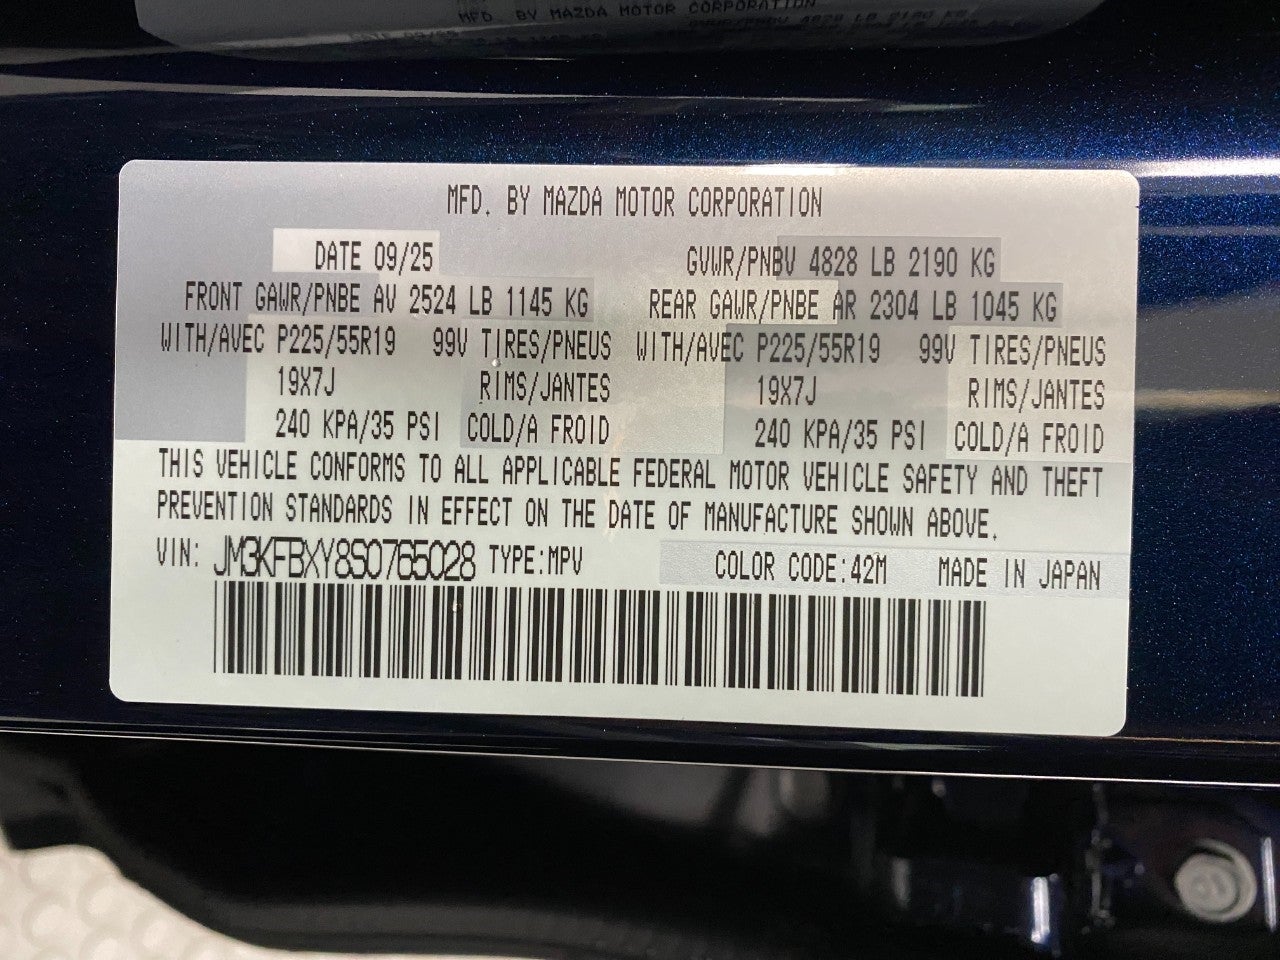 MFD. BY MAZDA MOTOR CORPORATION
MFD. BY MAZDA MOTOR CORPORATION
DATE 09/25 GVWR/PNBV 4828 LB 2190 KG
FRONT GAWR/PNBE AV 2524 LB 1145 KG REAR GAWR/PNBE AR 2304 LB 1045 KG
WITH/AVEC P225/55R19 99V TIRES/PNEUS WITH/AVEC P225/55R19 99V TIRES/PNEUS
19X7J RIMS/JANTES 19X7J RIMS/JANTES
240 KPA/35 PSI COLD/A FROID 240 KPA/35 PSI COLD/A FROID
THIS VEHICLE CONFORMS TO ALL APPLICABLE FEDERAL MOTOR VEHICLE SAFETY AND THEFT
PREVENTION STANDARDS IN EFFECT ON THE DATE OF MANUFACTURE SHOWN ABOVE.
VIN: JM3KFBXY8S0765028 TYPE:MPV COLOR CODE:42M MADE IN JAPAN